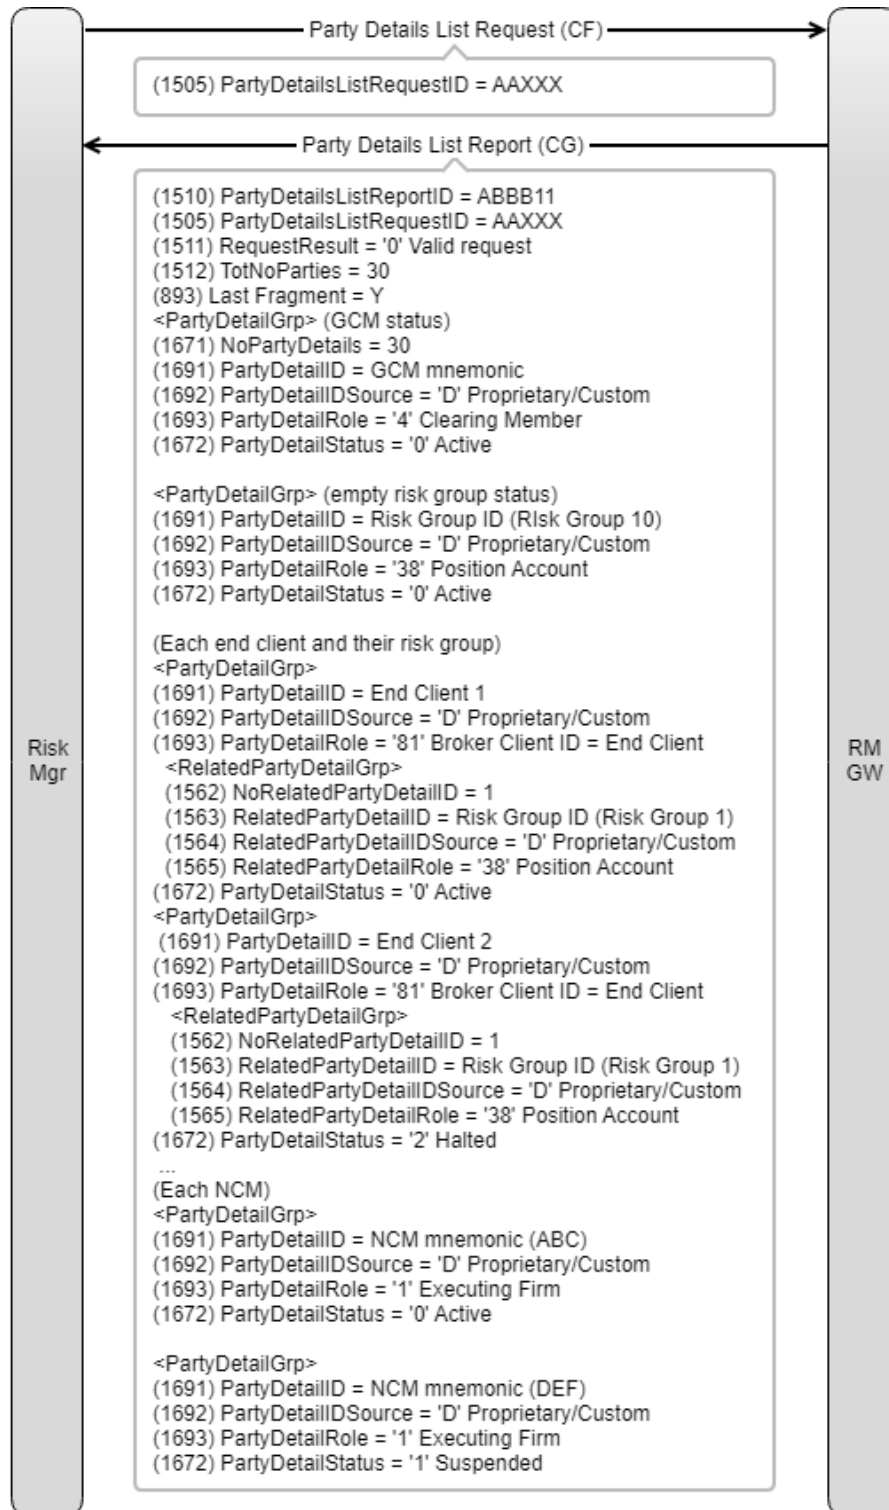 Party Details List Request (CF)
(1505) PartyDetailsListRequestID = AAXXX
Party Details List Report (CG)
(1510) PartyDetailsListReportID = ABBB11
(1505) PartyDetailsListRequestID = AAXXX
(1511) RequestResult = '0' Valid request
(1512) TotNoParties = 30
(893) Last Fragment = Y
<PartyDetailGrp> (GCM status)
(1671) NoPartyDetails = 30
(1691) PartyDetailID = GCM mnemonic
(1692) PartyDetailIDSource = 'D' Proprietary/Custom
(1693) PartyDetailRole = '4' Clearing Member
(1672) PartyDetailStatus = '0' Active
<PartyDetailGrp> (empty risk group status)
(1691) PartyDetailID = Risk Group ID (RIsk Group 10)
(1692) PartyDetailIDSource = 'D' Proprietary/Custom
(1693) PartyDetailRole = '38' Position Account
(1672) PartyDetailStatus = '0' Active
(Each end client and their risk group)
<PartyDetailGrp>
(1691) PartyDetailID = End Client 1
(1692) PartyDetailIDSource = 'D' Proprietary/Custom
(1693) PartyDetailRole = '81' Broker Client ID = End Client
<RelatedPartyDetailGrp>
(1562) NoRelatedPartyDetailID = 1
(1563) RelatedPartyDetailID = Risk Group ID (Risk Group 1)
(1564) RelatedPartyDetailIDSource = 'D' Proprietary/Custom
(1565) RelatedPartyDetailRole = '38' Position Account
(1672) PartyDetailStatus = '0' Active
<PartyDetailGrp>
(1691) PartyDetailID = End Client 2
(1692) PartyDetailIDSource = 'D' Proprietary/Custom
(1693) PartyDetailRole = '81' Broker Client ID = End Client
<RelatedPartyDetailGrp>
(1562) NoRelatedPartyDetailID = 1
(1563) RelatedPartyDetailID = Risk Group ID (Risk Group 1)
(1564) RelatedPartyDetailIDSource = 'D' Proprietary/Custom
(1565) RelatedPartyDetailRole = '38' Position Account
(1672) PartyDetailStatus = '2' Halted
...
(Each NCM)
<PartyDetailGrp>
(1691) PartyDetailID = NCM mnemonic (ABC)
(1692) PartyDetailIDSource = 'D' Proprietary/Custom
(1693) PartyDetailRole = '1' Executing Firm
(1672) PartyDetailStatus = '0' Active
<PartyDetailGrp>
(1691) PartyDetailID = NCM mnemonic (DEF)
(1692) PartyDetailIDSource = 'D' Proprietary/Custom
(1693) PartyDetailRole = '1' Executing Firm
(1672) PartyDetailStatus = '1' Suspended
Risk
Mgr
RM
GW